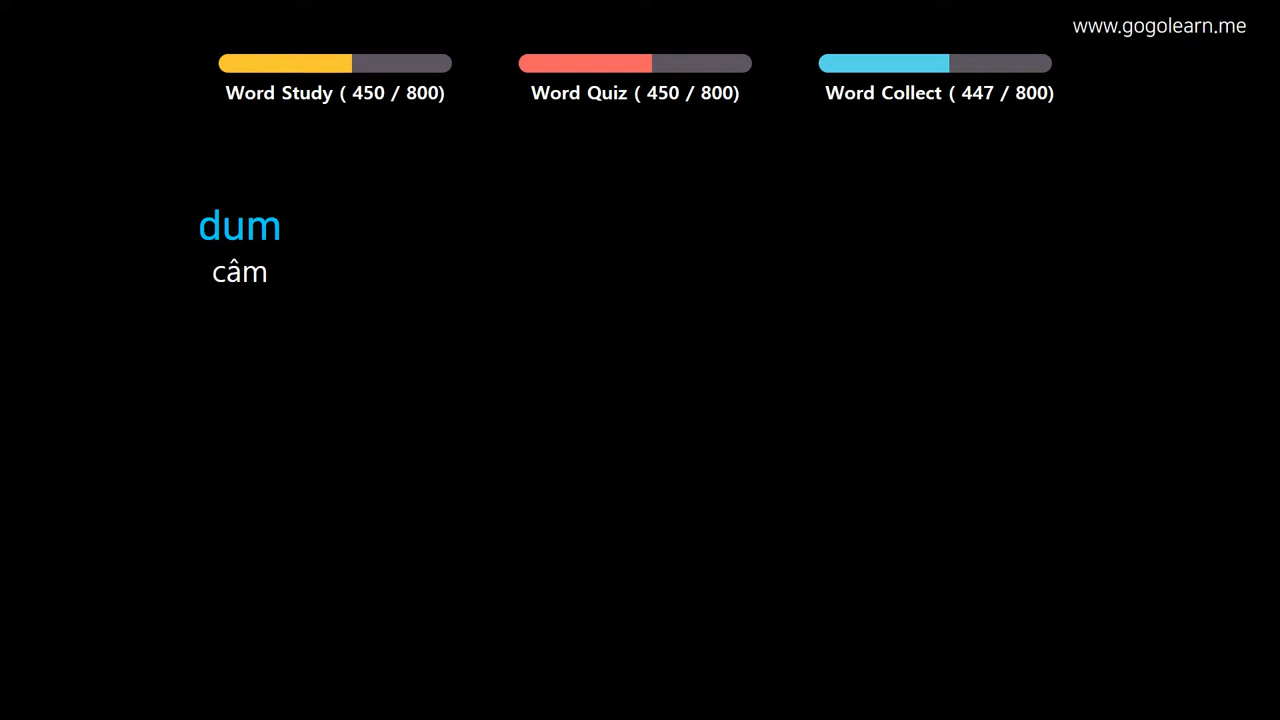 www.gogolearn.me
Word Study ( 450 / 800)
Word Quiz ( 450 / 800)
Word Collect ( 447 / 800)
dum
câm